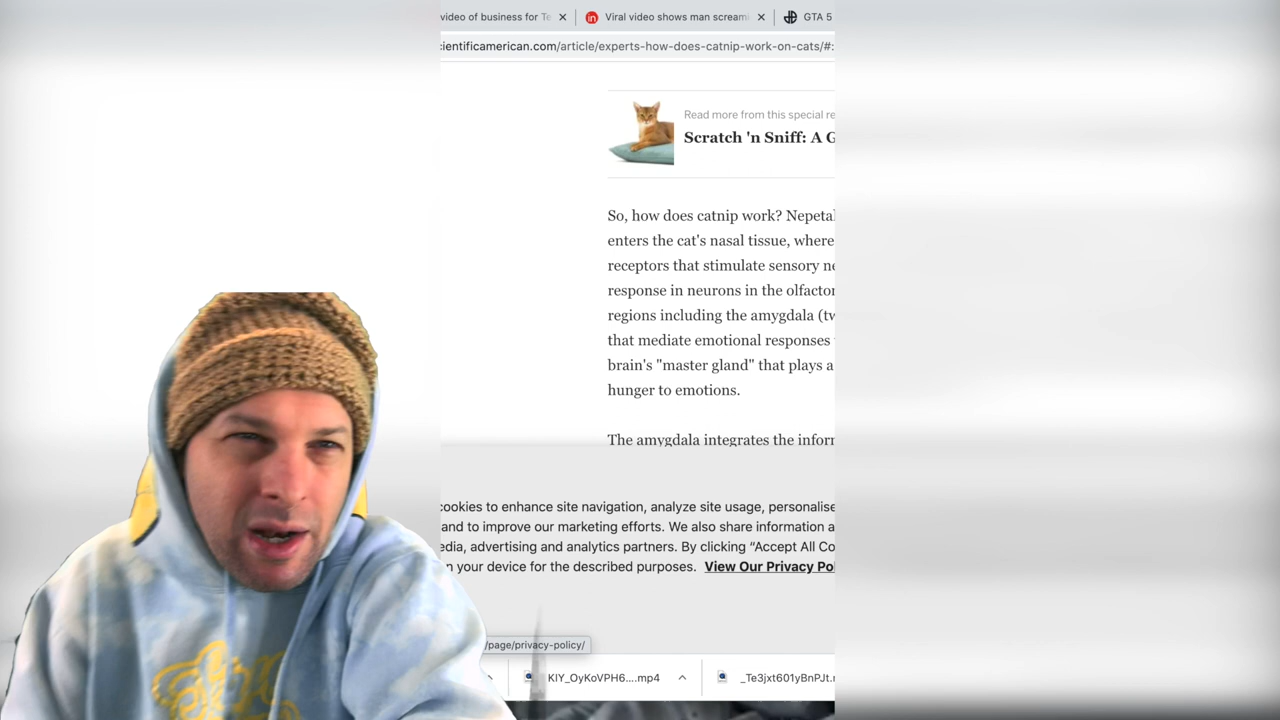 video of business for Te
Viral video shows man screami
GTA 5
ientificamerican.com/article/experts-how-does-catnip-work-on-cats/#:
Read more from this special re
Scratch 'n Sniff: A G
So, how does catnip work? Nepetal
enters the cat's nasal tissue, where
receptors that stimulate sensory ne
response in neurons in the olfactor
regions including the amygdala (tw
that mediate emotional responses
brain's "master gland" that plays a
hunger to emotions.
The amygdala integrates the inform
cookies to enhance site navigation, analyze site usage, personalise
and to improve our marketing efforts. We also share information a
edia, advertising and analytics partners. By clicking “Accept All Co
n your device for the described purposes. View Our Privacy Pol
/page/privacy-policy/
KIY_OyKoVPH6....mp4
_Te3jxt601yBnPJt.m